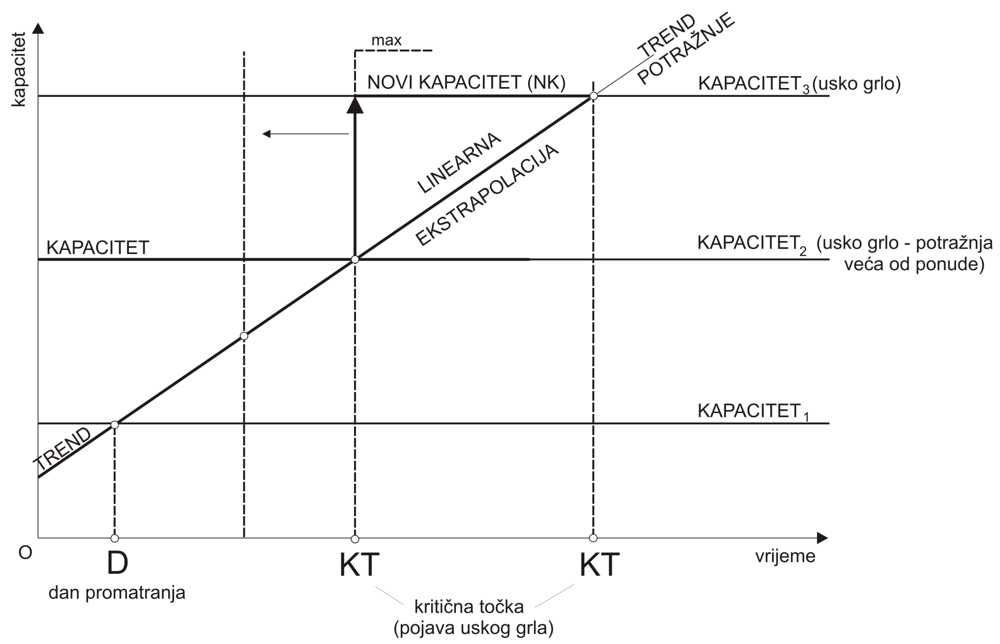 kapacitet
max
TREND
POTRAŽNJE
NOVI KAPACITET (NK)
KAPACITET3 (usko grlo)
LINEARNA
EKSTRAPOLACIJA
KAPACITET
KAPACITET2 (usko grlo - potražnja
veća od ponude)
KAPACITET1
TREND
O
D
KT
KT
vrijeme
dan promatranja
kritična točka
(pojava uskog grla)